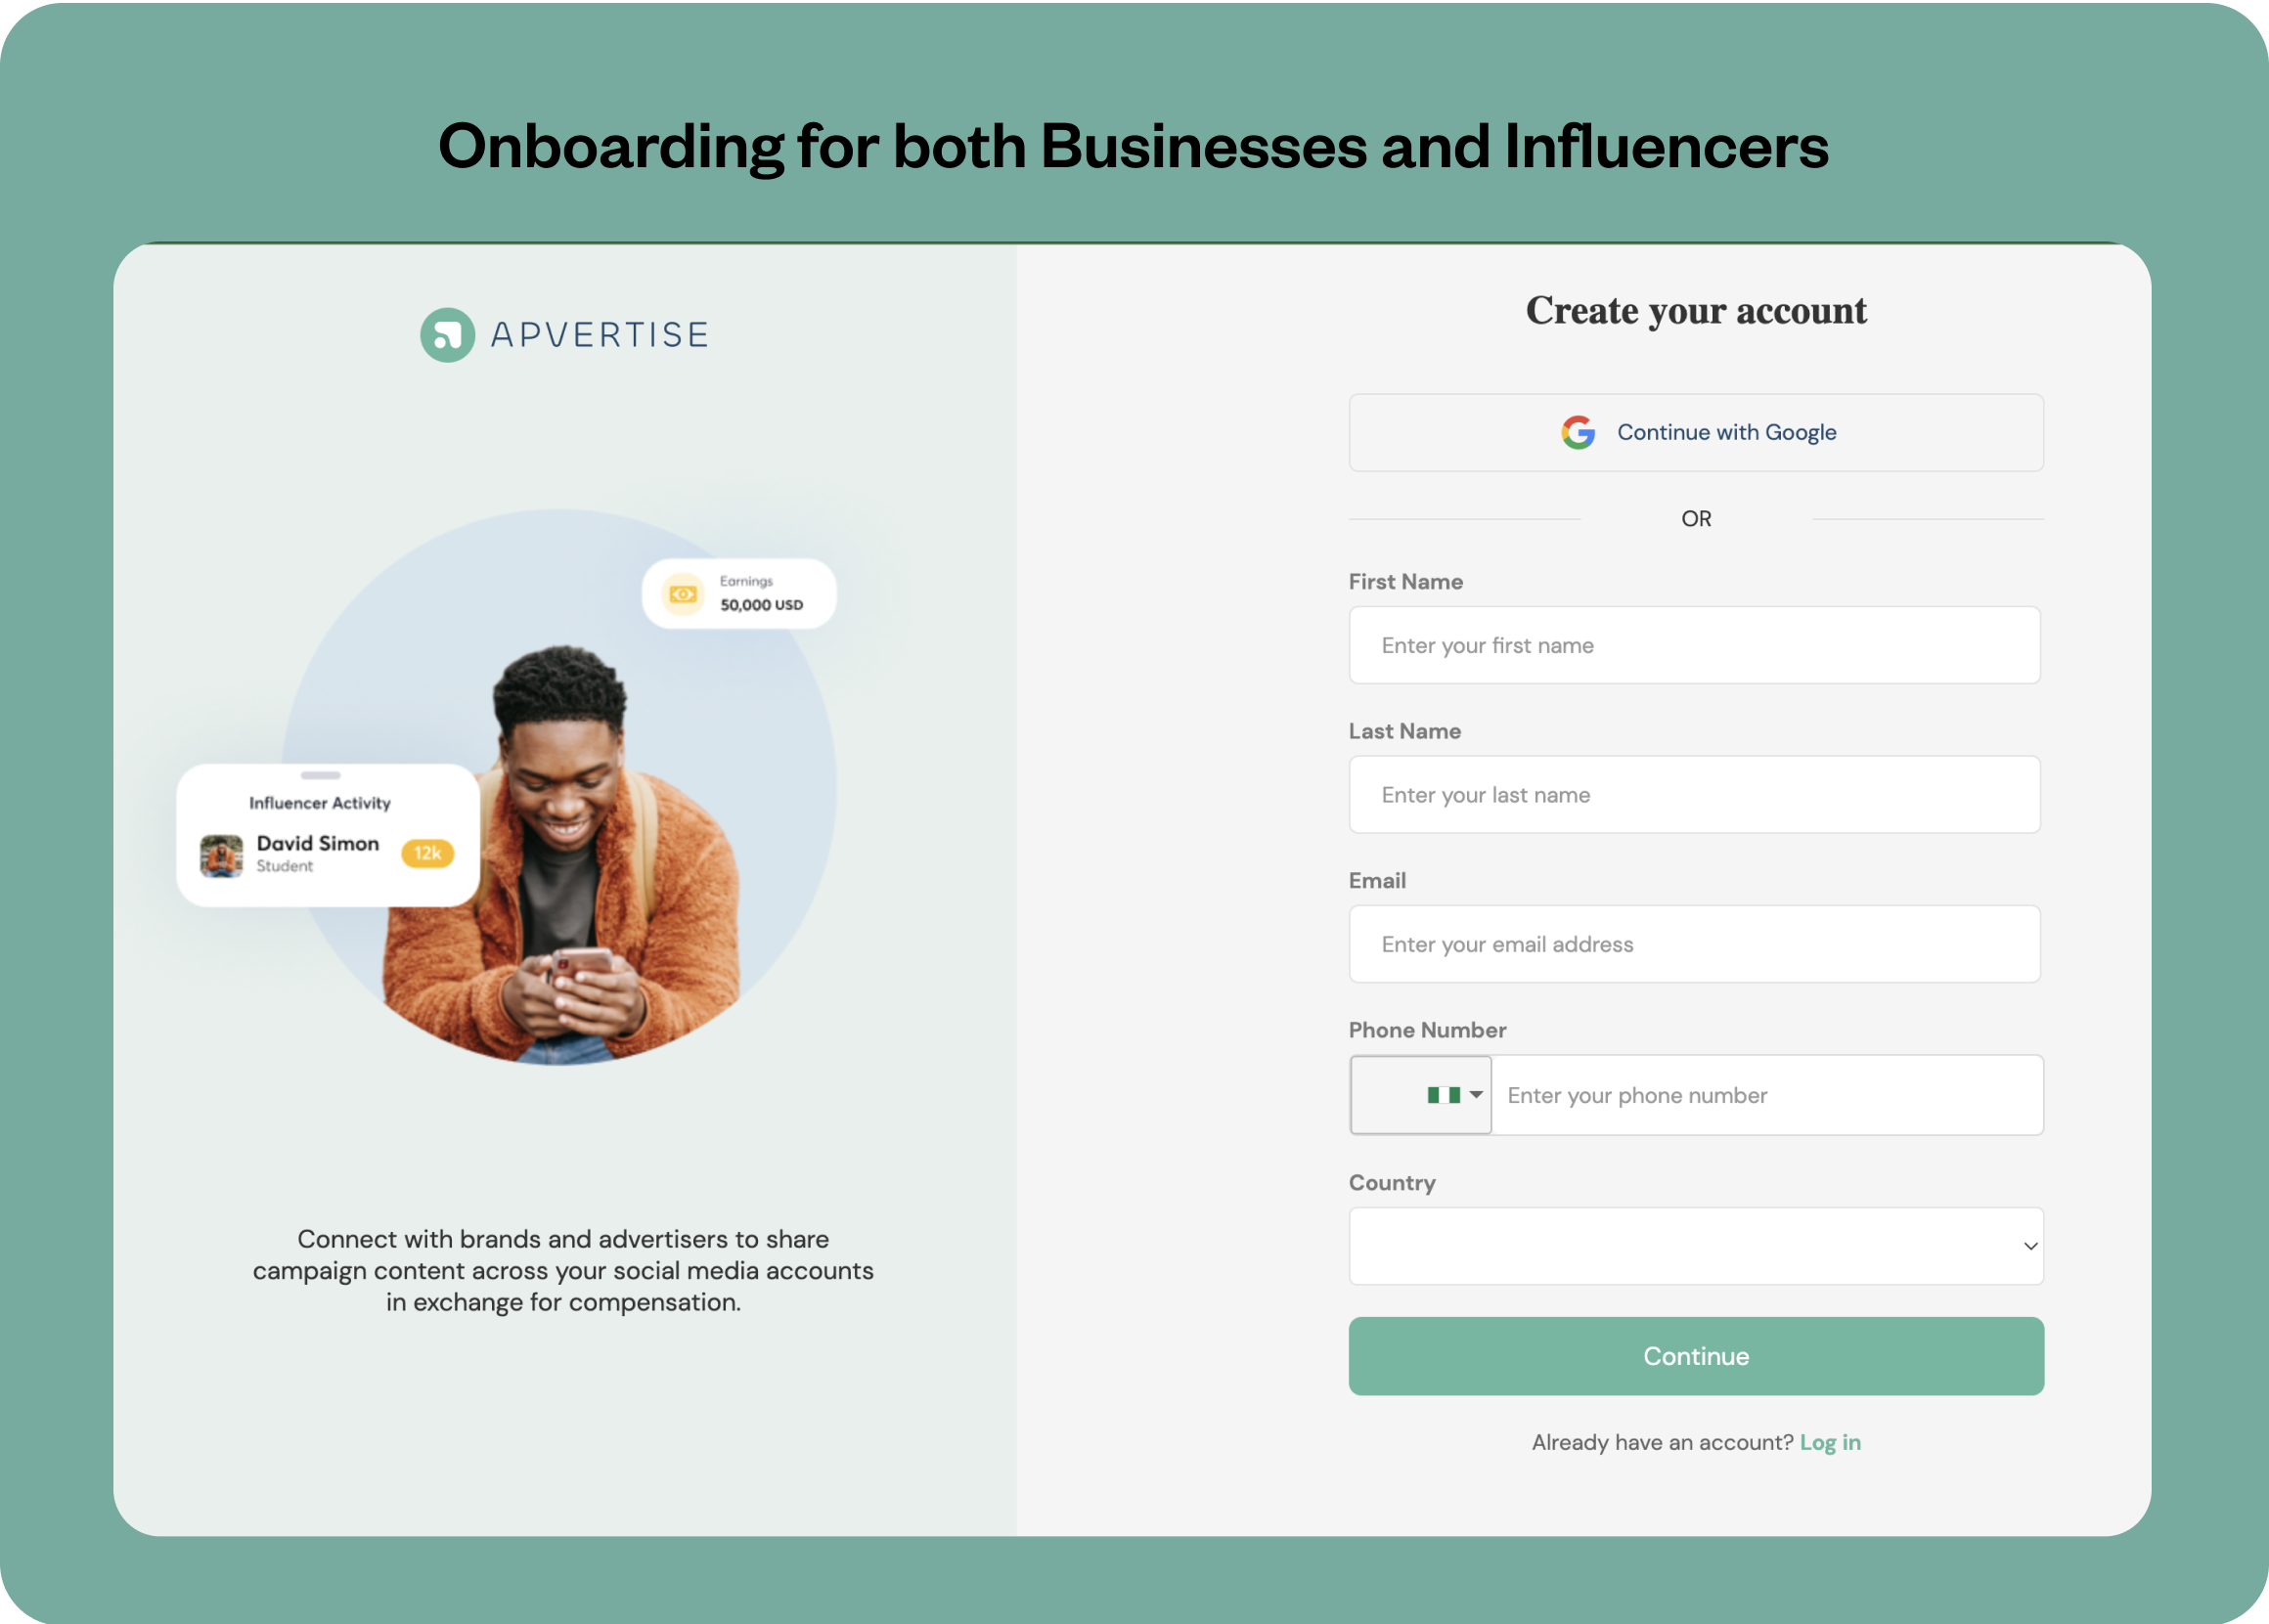 Onboarding for both Businesses and Influencers
APVERTISE
Earnings
50,000 USD
Influencer Activity
David Simon
Student
12k
Connect with brands and advertisers to share
campaign content across your social media accounts
in exchange for compensation.
Create your account
Continue with Google
OR
First Name
Enter your first name
Last Name
Enter your last name
Email
Enter your email address
Phone Number
Enter your phone number
Country
Continue
Already have an account? Log in